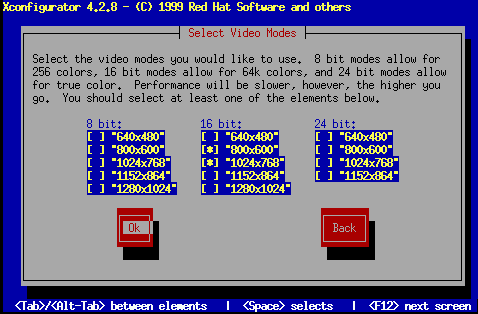 Xconfigurator 4.2.8 - (C) 1999 Red Hat Software and others
Select Video Modes
Select the video modes you would like to use.  8 bit modes allow for
256 colors, 16 bit modes allow for 64k colors, and 24 bit modes allow
for true color.  Performance will be slower, however, the higher you
go.  You should select at least one of the elements below.
8 bit: 16 bit: 24 bit:
[ ] "640x480" [ ] "640x480" [ ] "640x480"
[ ] "800x600" [*] "800x600" [ ] "800x600"
[ ] "1024x768" [*] "1024x768" [ ] "1024x768"
[ ] "1152x864" [ ] "1152x864" [ ] "1152x864"
[ ] "1280x1024" [ ] "1280x1024"
Ok Back
<Tab>/<Alt-Tab> between elements | <Space> selects | <F12> next screen